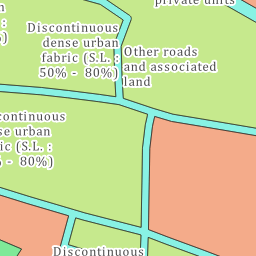 private units
Discontinuous
dense urban
fabric (S.L. :
50% - 80%)
Other roads
and associated
land
continuous
se urban
ic (S.L. :
% - 80%)
Discontinuous